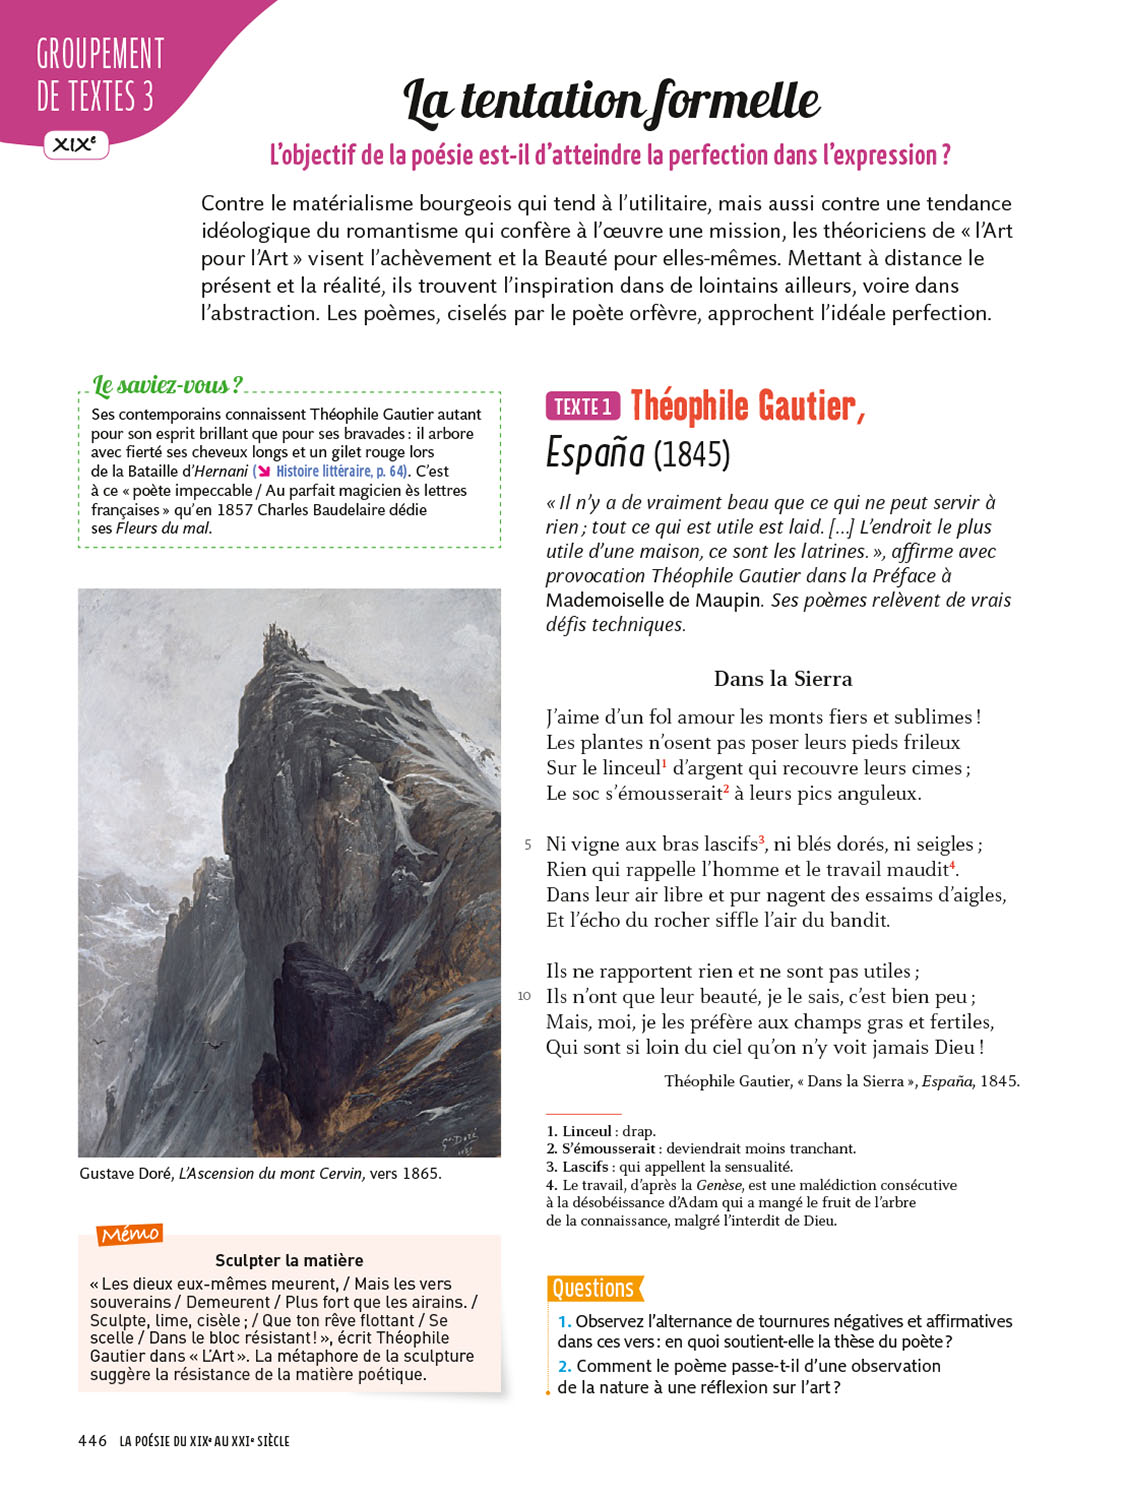 GROUPEMENT
DE TEXTES 3
XIXe
La tentation formelle
L'objectif de la poésie est-il d'atteindre la perfection dans l'expression ?
Contre le matérialisme bourgeois qui tend à l'utilitaire, mais aussi contre une tendance
idéologique du romantisme qui confère à l'œuvre une mission, les théoriciens de « l'Art
pour l'Art » visent l'achèvement et la Beauté pour elles-mêmes. Mettant à distance le
présent et la réalité, ils trouvent l'inspiration dans de lointains ailleurs, voire dans
l'abstraction. Les poèmes, ciselés par le poète orfèvre, approchent l'idéale perfection.
Le saviez-vous ?
Ses contemporains connaissent Théophile Gautier autant
pour son esprit brillant que pour ses bravades : il arbore
avec fierté ses cheveux longs et un gilet rouge lors
de la Bataille d'Hernani (➘ Histoire littéraire, p. 64). C'est
à ce « poète impeccable / Au parfait magicien ès lettres
françaises » qu'en 1857 Charles Baudelaire dédie
ses Fleurs du mal.
Gve Doré
Gustave Doré, L'Ascension du mont Cervin, vers 1865.
Mémo
Sculpter la matière
« Les dieux eux-mêmes meurent, / Mais les vers
souverains / Demeurent / Plus fort que les airains. /
Sculpte, lime, cisèle ; / Que ton rêve flottant / Se
scelle / Dans le bloc résistant ! », écrit Théophile
Gautier dans « L'Art ». La métaphore de la sculpture
suggère la résistance de la matière poétique.
TEXTE 1 Théophile Gautier,
España (1845)
« Il n'y a de vraiment beau que ce qui ne peut servir à
rien ; tout ce qui est utile est laid. [...] L'endroit le plus
utile d'une maison, ce sont les latrines. », affirme avec
provocation Théophile Gautier dans la Préface à
Mademoiselle de Maupin. Ses poèmes relèvent de vrais
défis techniques.
Dans la Sierra
J'aime d'un fol amour les monts fiers et sublimes !
Les plantes n'osent pas poser leurs pieds frileux
Sur le linceul1 d'argent qui recouvre leurs cimes ;
Le soc s'émousserait2 à leurs pics anguleux.
5 Ni vigne aux bras lascifs3, ni blés dorés, ni seigles ;
Rien qui rappelle l'homme et le travail maudit4.
Dans leur air libre et pur nagent des essaims d'aigles,
Et l'écho du rocher siffle l'air du bandit.
Ils ne rapportent rien et ne sont pas utiles ;
10 Ils n'ont que leur beauté, je le sais, c'est bien peu ;
Mais, moi, je les préfère aux champs gras et fertiles,
Qui sont si loin du ciel qu'on n'y voit jamais Dieu !
Théophile Gautier, « Dans la Sierra », España, 1845.
1. Linceul : drap.
2. S'émousserait : deviendrait moins tranchant.
3. Lascifs : qui appellent la sensualité.
4. Le travail, d'après la Genèse, est une malédiction consécutive
à la désobéissance d'Adam qui a mangé le fruit de l'arbre
de la connaissance, malgré l'interdit de Dieu.
Questions
1. Observez l'alternance de tournures négatives et affirmatives
dans ces vers : en quoi soutient-elle la thèse du poète ?
2. Comment le poème passe-t-il d'une observation
de la nature à une réflexion sur l'art ?
446 LA POÉSIE DU XIXe AU XXIe SIÈCLE